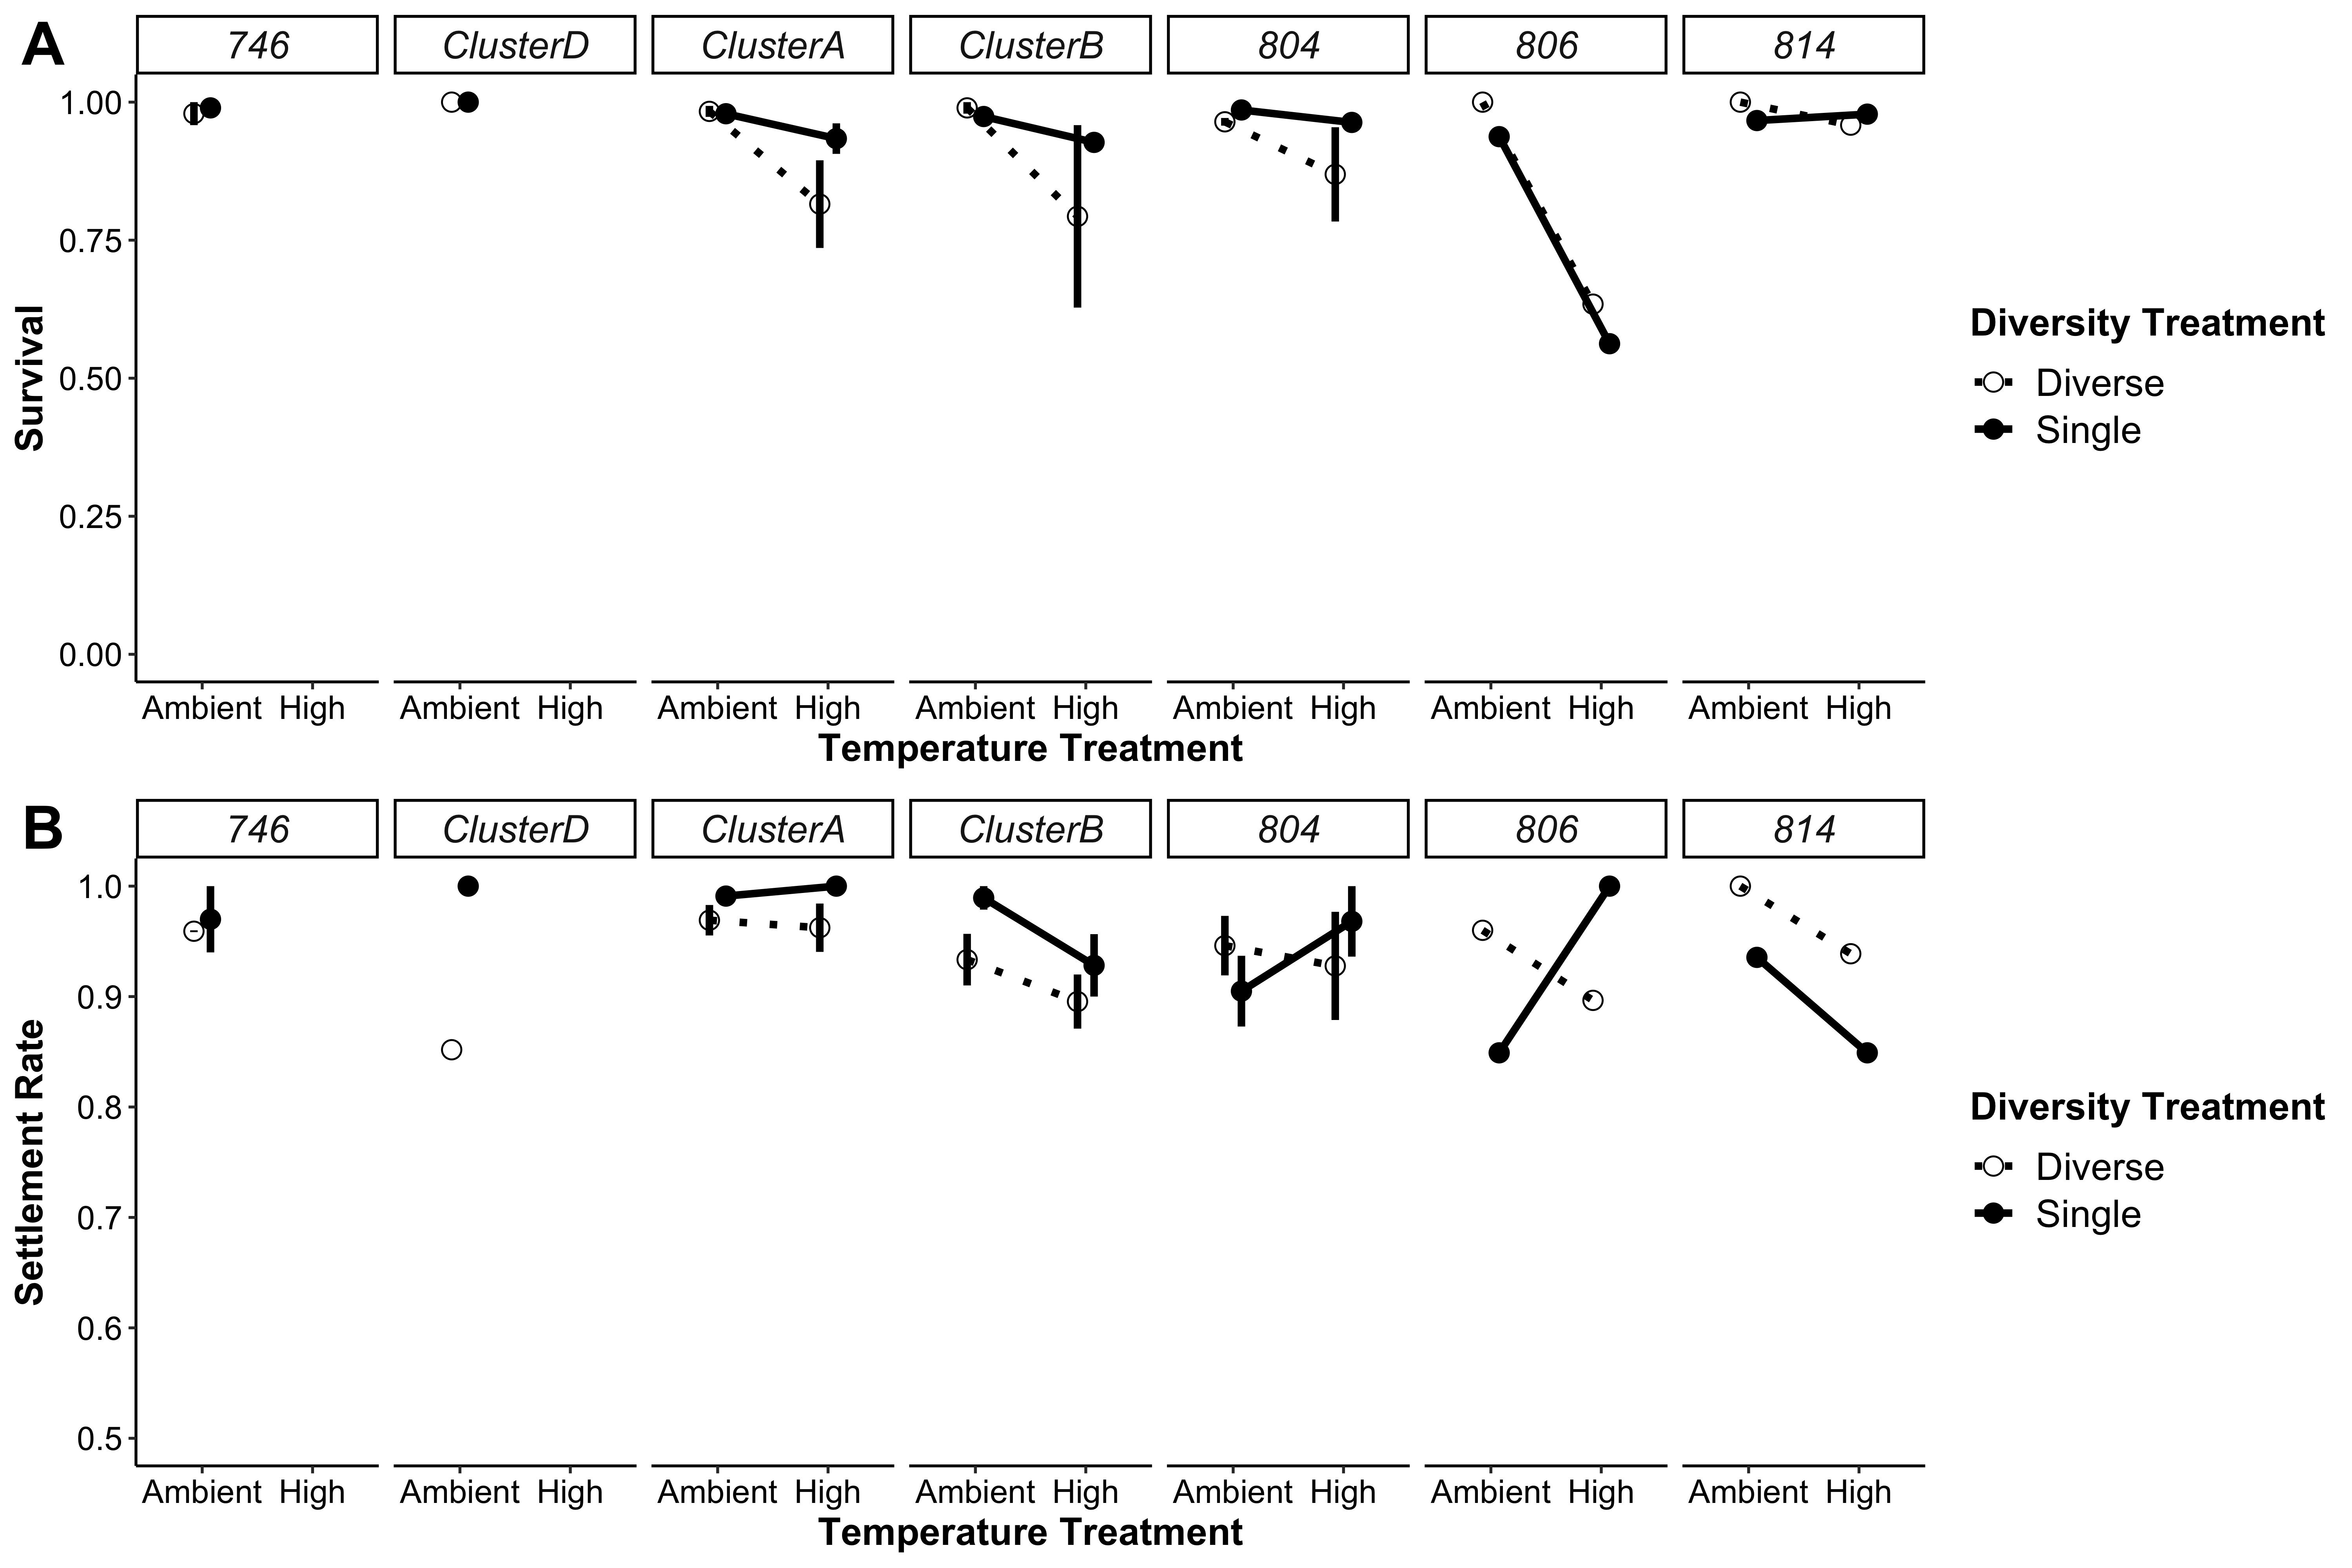 A
746 ClusterD ClusterA ClusterB 804 806 814
1.00
0.75
0.50
0.25
0.00
Survival
Ambient High Ambient High Ambient High Ambient High Ambient High Ambient High Ambient High
Temperature Treatment
Diversity Treatment
Diverse
Single
B
746 ClusterD ClusterA ClusterB 804 806 814
1.0
0.9
0.8
0.7
0.6
0.5
Settlement Rate
Ambient High Ambient High Ambient High Ambient High Ambient High Ambient High Ambient High
Temperature Treatment
Diversity Treatment
Diverse
Single